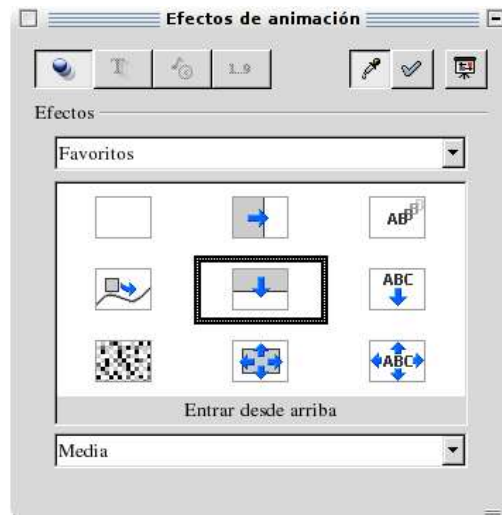 Efectos de animación
T
1..9
Efectos
Favoritos
AB
ABC
ABC
Entrar desde arriba
Media